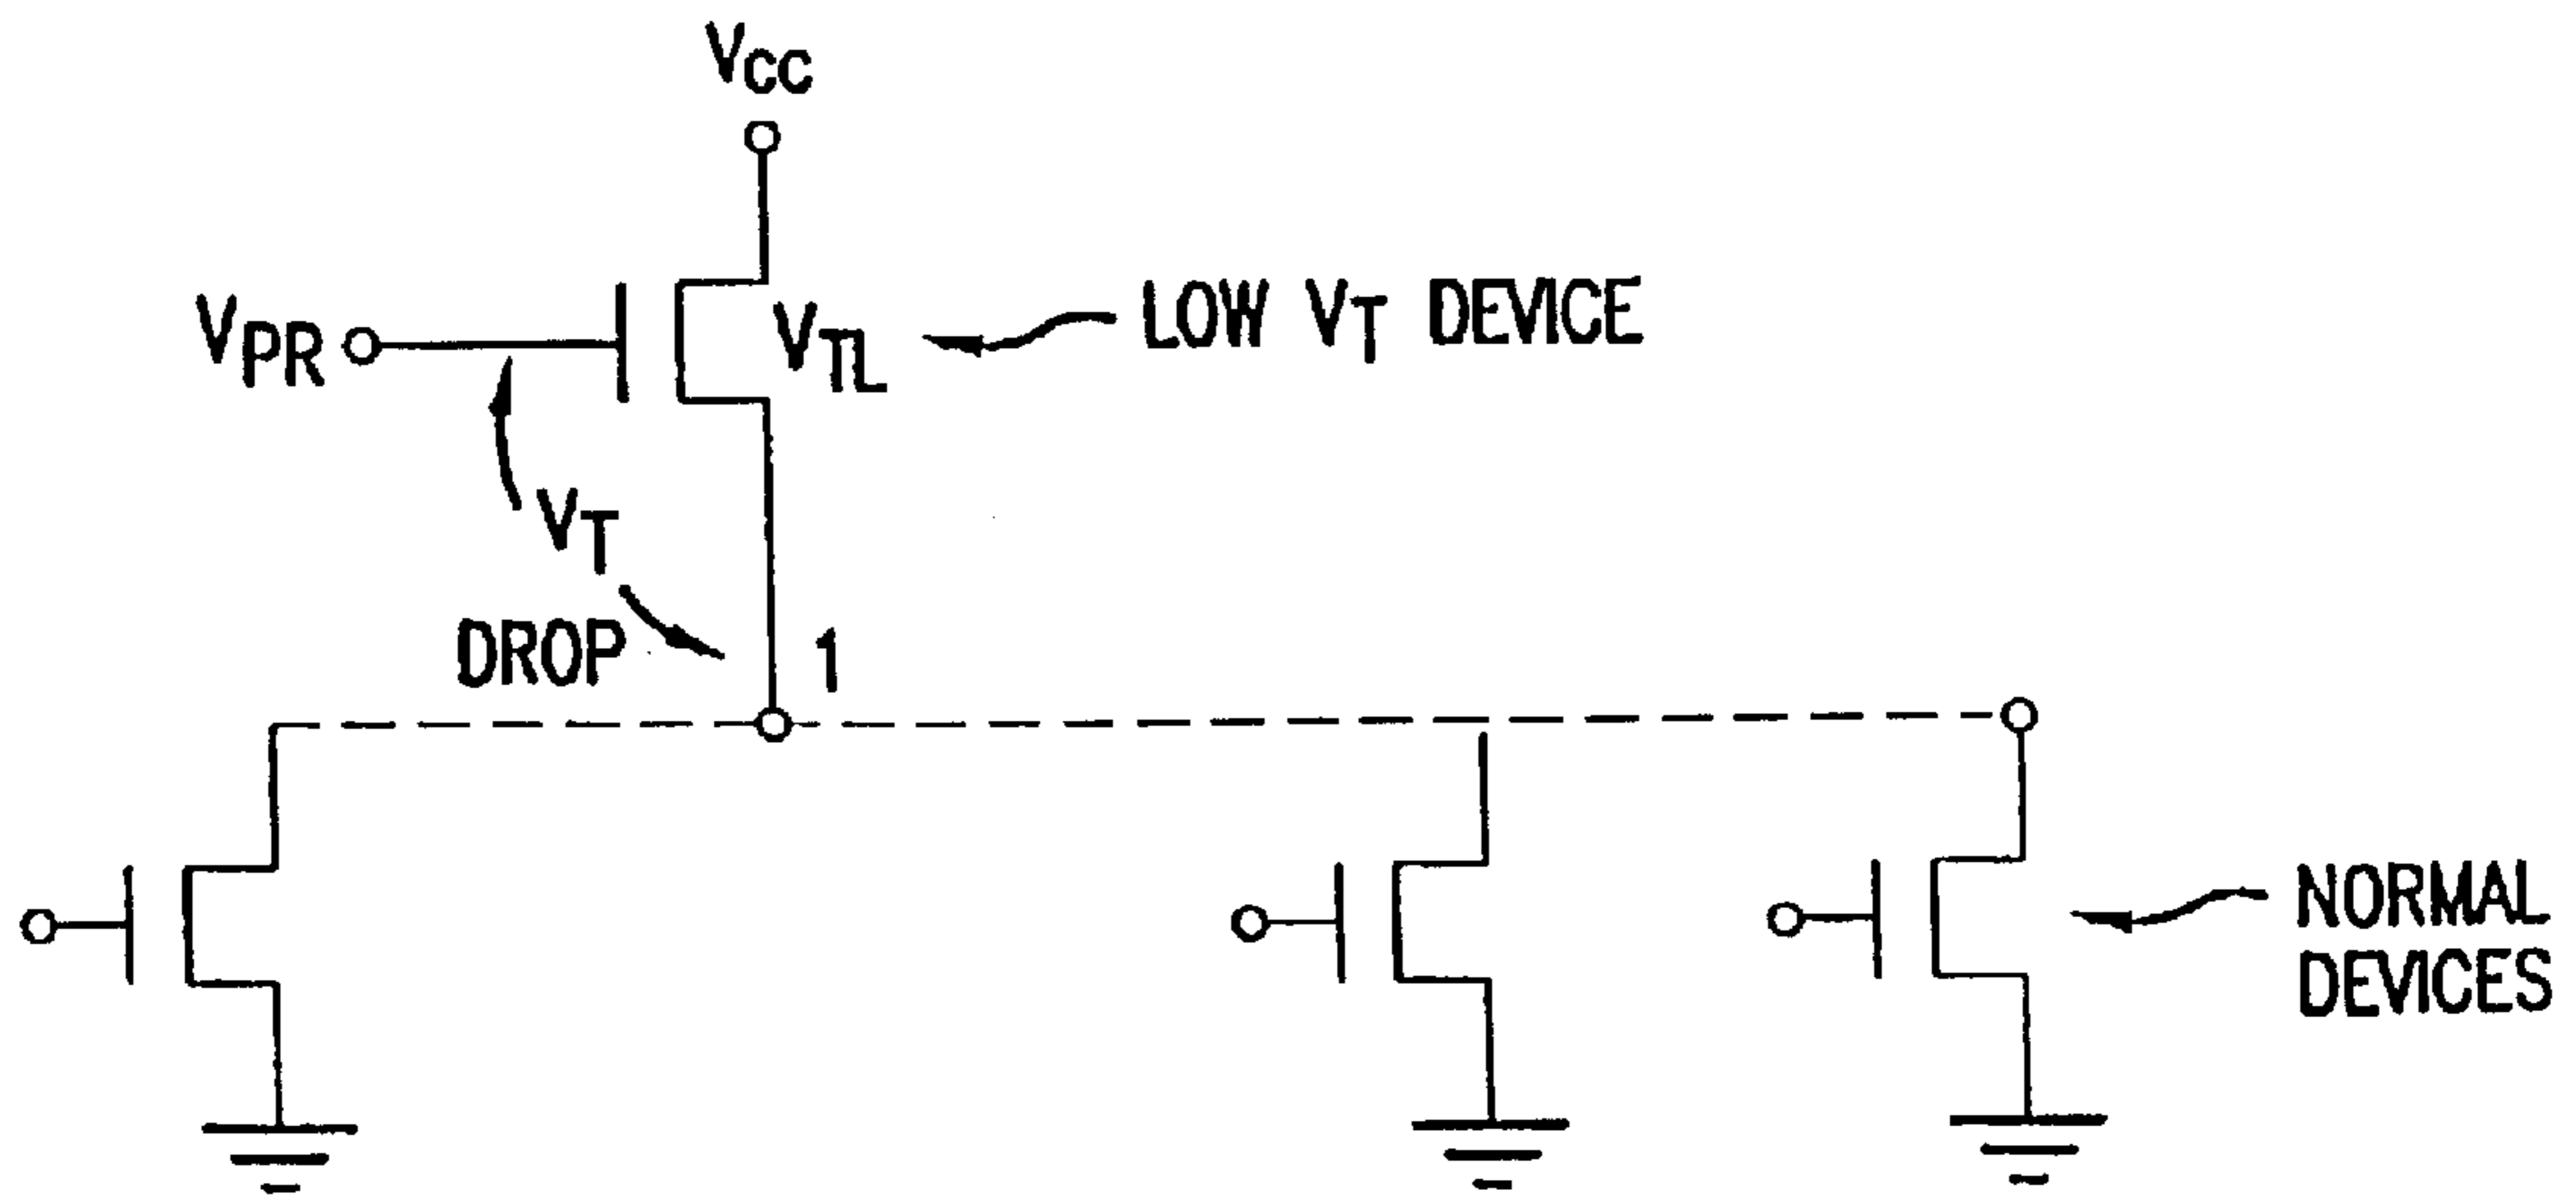 VCC
VPR
VTL
LOW VT DEVICE
VT
DROP
1
NORMAL
DEVICES